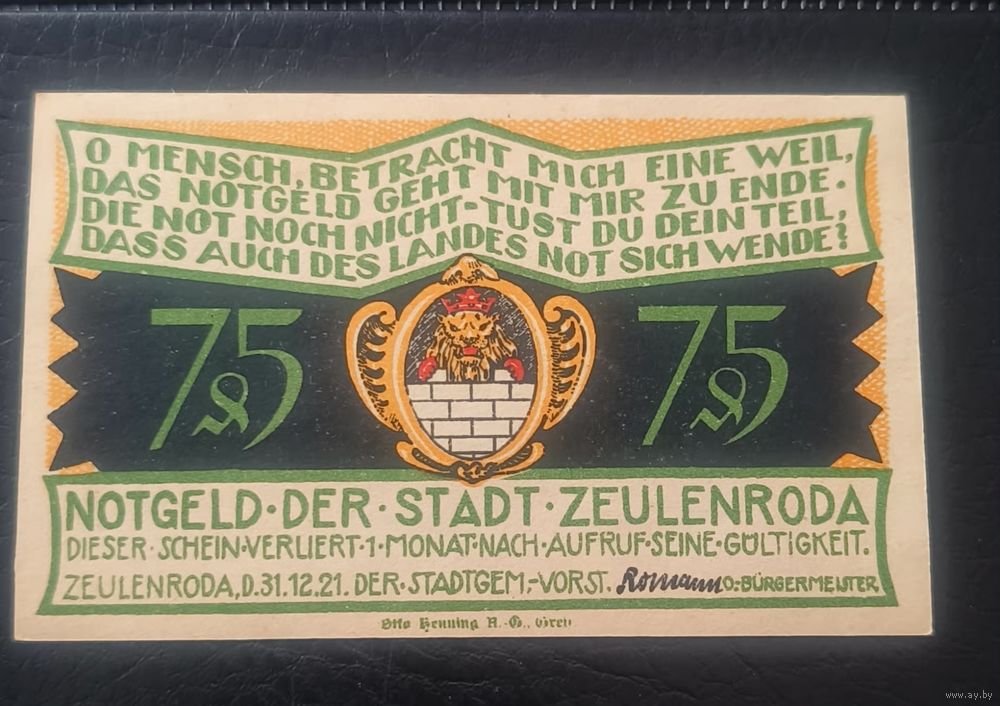 O MENSCH, BETRACHT MICH EINE WEIL,
DAS NOTGELD GEHT MIT MIR ZU ENDE.
DIE NOT NOCH NICHT-TUST DU DEIN TEIL,
DASS AUCH DES LANDES NOT SICH WENDE?
75 ₰ 75 ₰
NOTGELD·DER·STADT·ZEULENRODA
DIESER·SCHEIN·VERLIERT·1·MONAT·NACH·AUFRUF·SEINE·GÜLTIGKEIT.
ZEULENRODA, D. 31.12.21. DER·STADTGEM.-VORST. Romann O.-BÜRGERMEISTER
Otto Henning A.-G., Greiz
www.ay.by